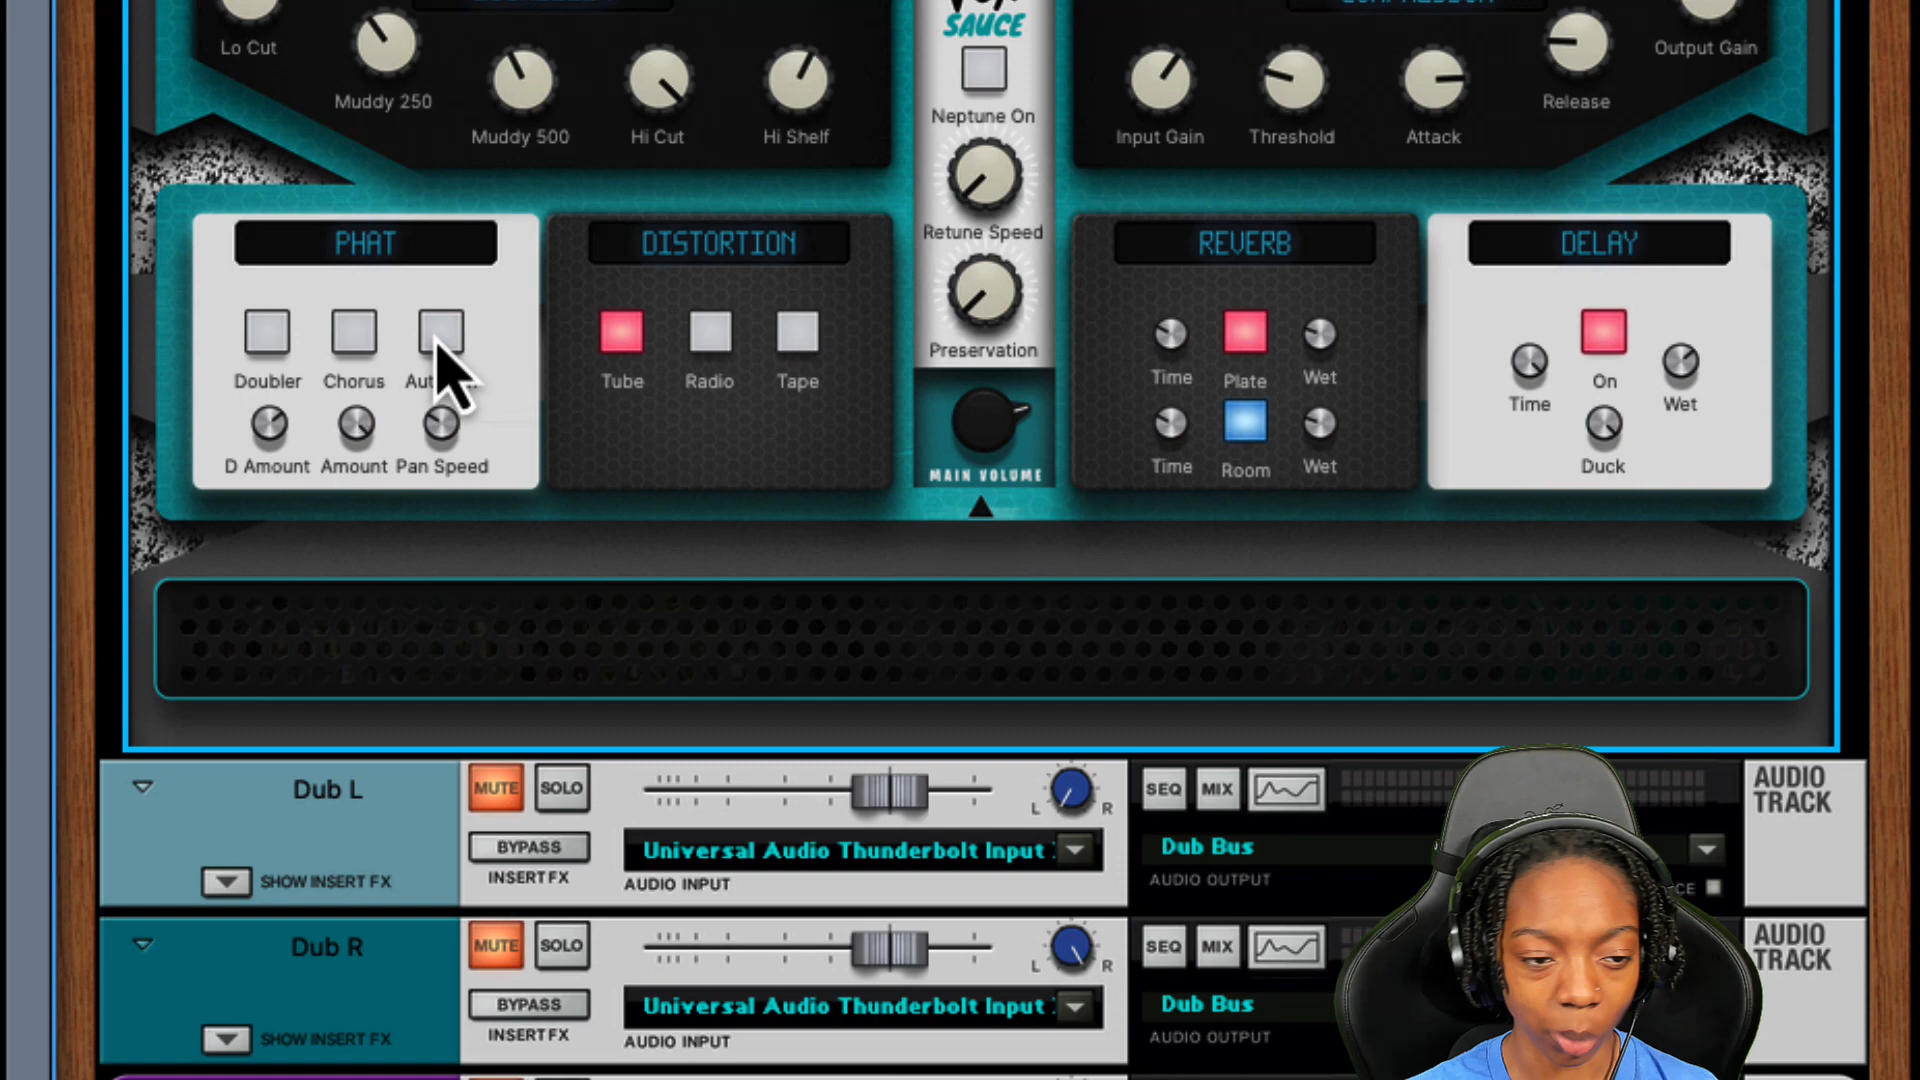 SAUCE
Lo Cut
Muddy 250
Muddy 500
Hi Cut
Hi Shelf
Neptune On
Input Gain
Threshold
Attack
Release
Output Gain
Retune Speed
Preservation
MAIN VOLUME
PHAT
Doubler
Chorus
D Amount
Amount
Pan Speed
DISTORTION
Tube
Radio
Tape
REVERB
Time
Plate
Wet
Time
Room
Wet
DELAY
On
Time
Wet
Duck
Dub L
MUTE
SOLO
L
R
SEQ
MIX
AUDIO
TRACK
BYPASS
INSERT FX
Universal Audio Thunderbolt Input
AUDIO INPUT
Dub Bus
AUDIO OUTPUT
SHOW INSERT FX
Dub R
MUTE
SOLO
L
R
SEQ
MIX
AUDIO
TRACK
BYPASS
INSERT FX
Universal Audio Thunderbolt Input
AUDIO INPUT
Dub Bus
AUDIO OUTPUT
SHOW INSERT FX